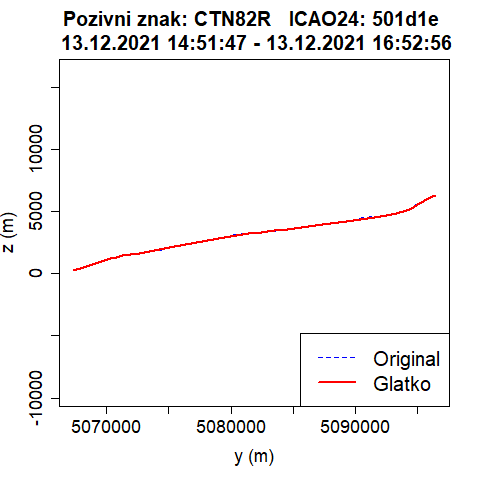 Pozivni znak: CTN82R   ICAO24: 501d1e
13.12.2021 14:51:47 - 13.12.2021 16:52:56
z (m)
10000
5000
0
-10000
Original
Glatko
5070000
5080000
5090000
y (m)